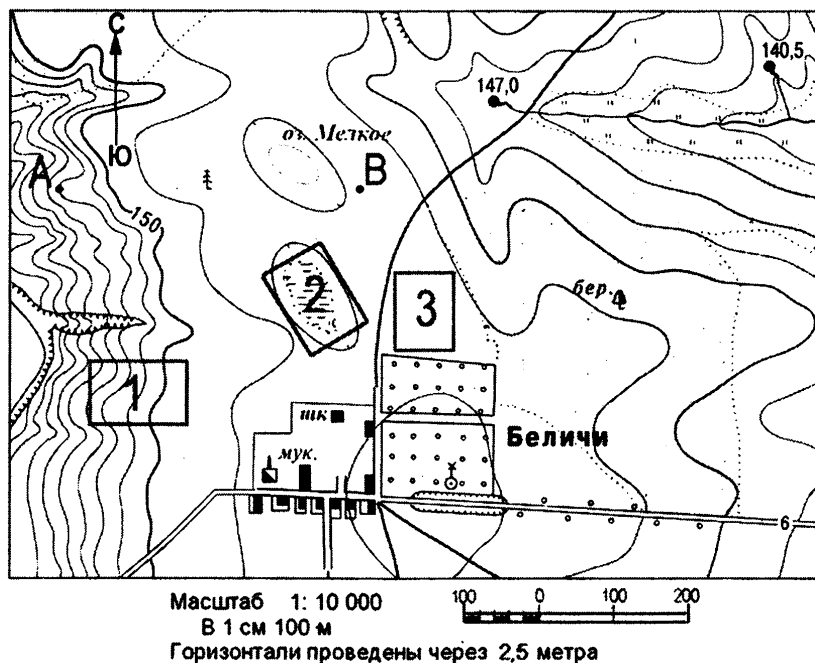 С
140,5
147,0
оз. Мелкое
Ю
А
В
150
2
3
бер.
1
шк
Беличи
мук.
6
Масштаб 1: 10 000
100 0 100 200
В 1 см 100 м
Горизонтали проведены через 2,5 метра